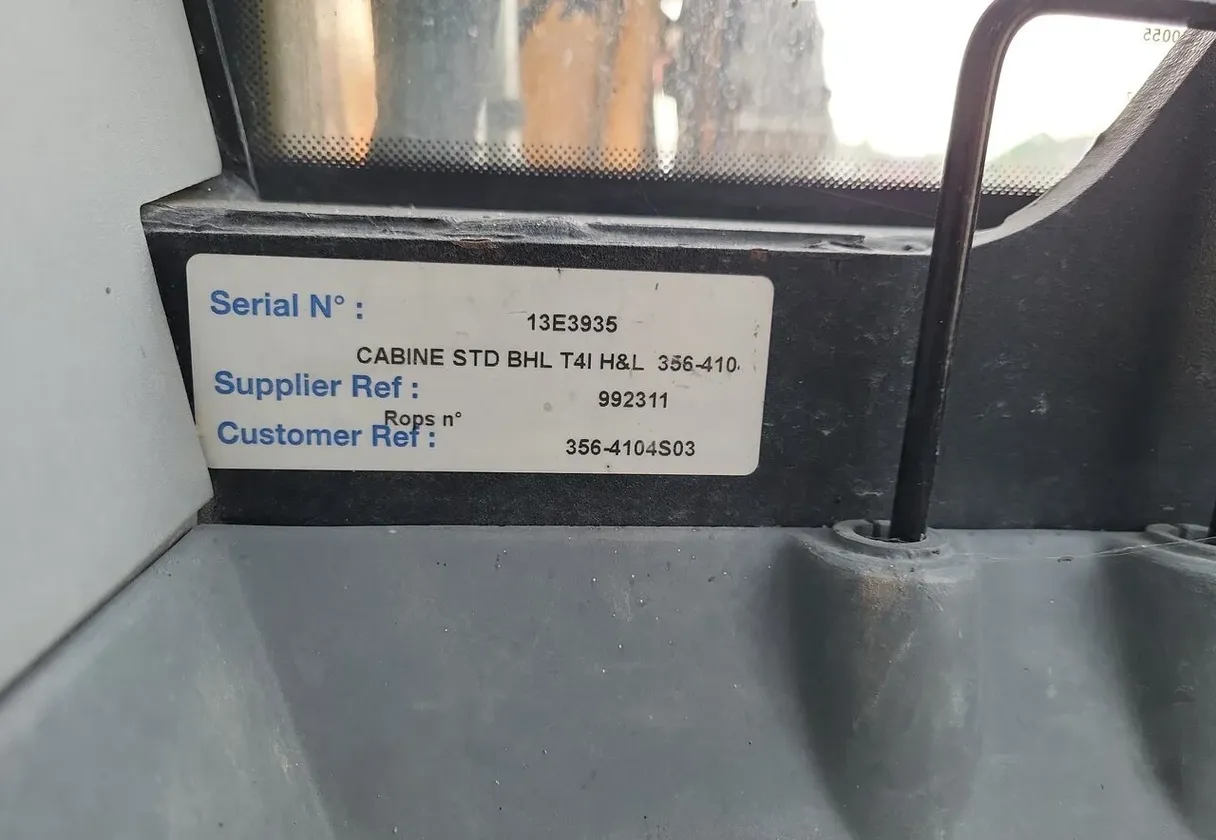 Serial N° : 13E3935
CABINE STD BHL T4I H&L 356-410
Supplier Ref : 992311
Rops n°
Customer Ref : 356-4104S03